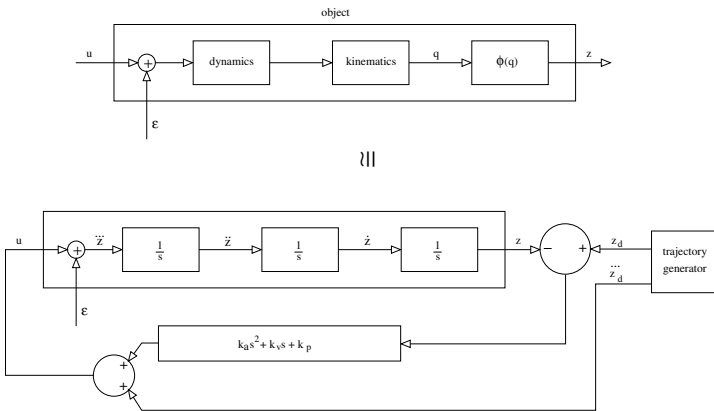 object
u
+
dynamics
kinematics
q
ϕ(q)
z
ε
≅
u
+
z⃛
1/s
z̈
1/s
ż
1/s
z
−
+
z_d
z⃛_d
trajectory
generator
ε
k_a s² + k_v s + k_p
+
+